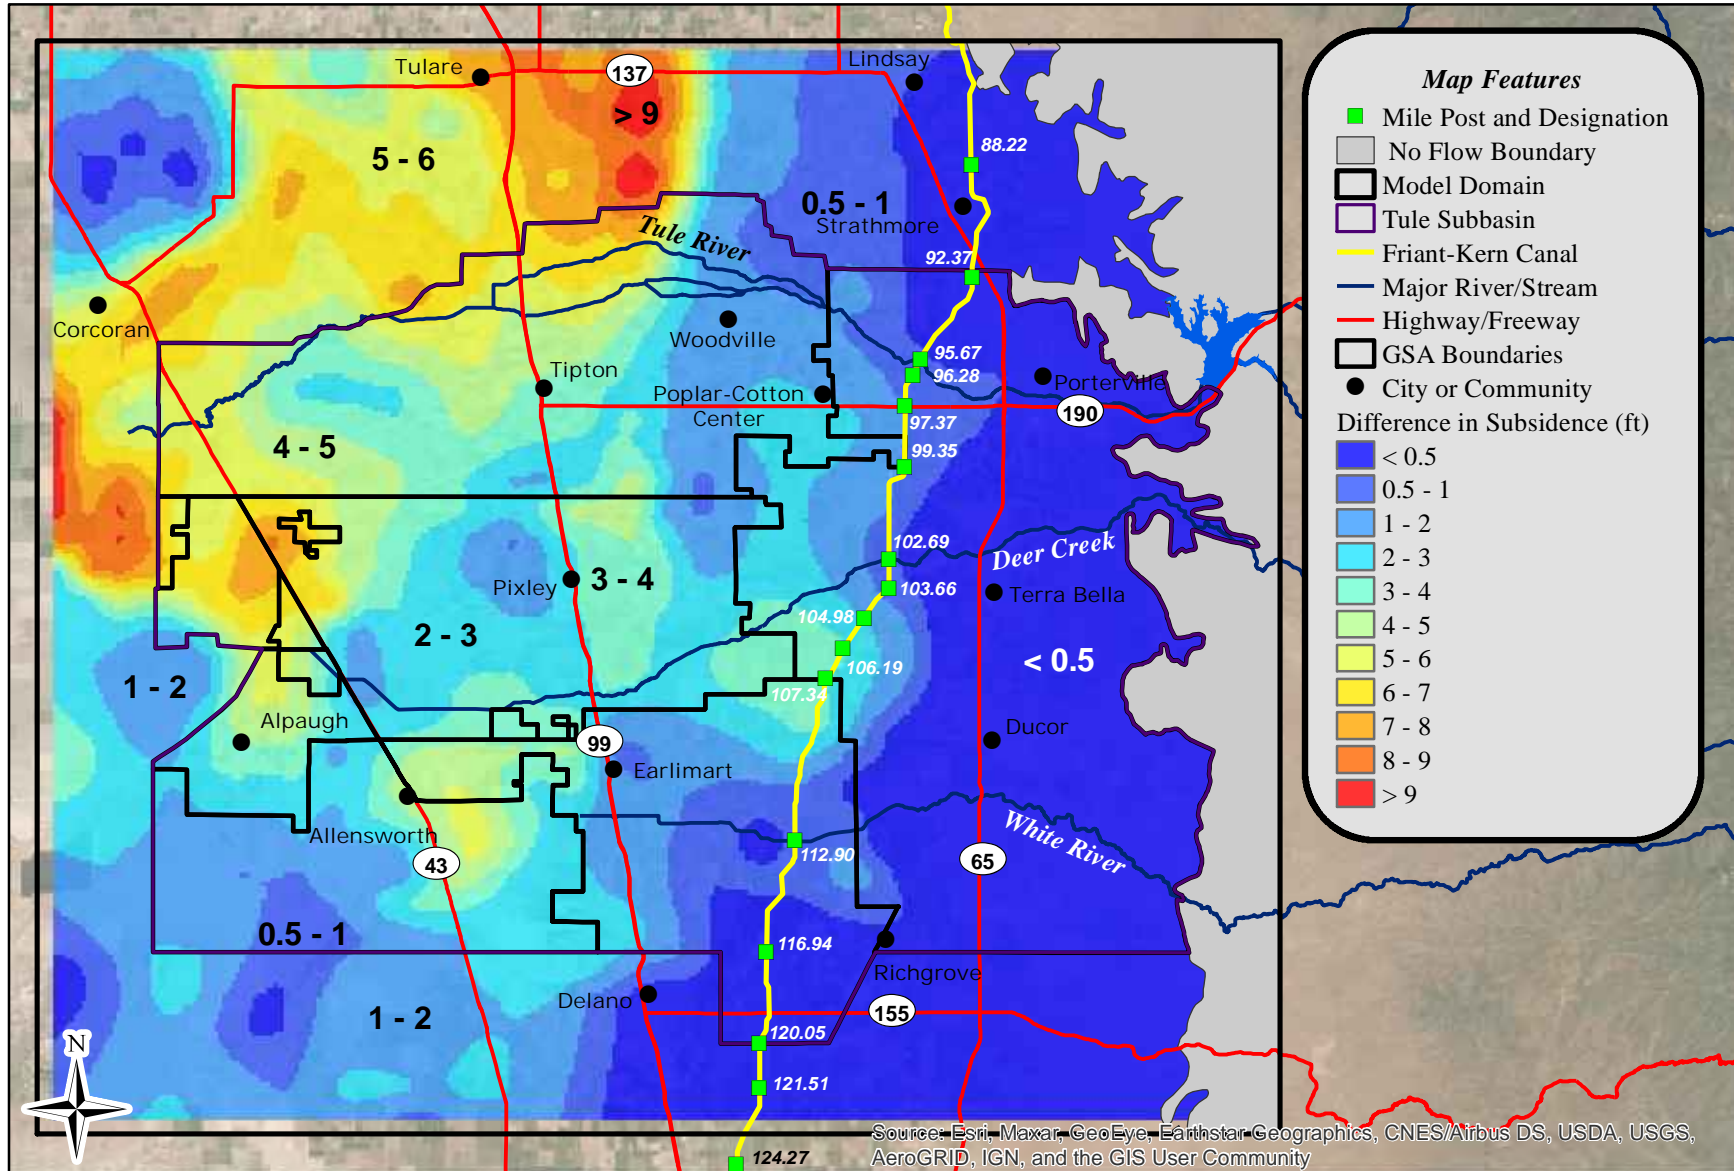 Tulare
137
Lindsay
> 9
5 - 6
88.22
0.5 - 1
Strathmore
Tule River
92.37
Corcoran
Woodville
95.67
96.28
Tipton
Porterville
Poplar-Cotton
Center
190
97.37
99.35
4 - 5
102.69
Deer Creek
Pixley
3 - 4
103.66
Terra Bella
104.98
2 - 3
106.19
< 0.5
1 - 2
107.34
Alpaugh
99
Ducor
Earlimart
Allensworth
112.90
White River
43
65
0.5 - 1
116.94
Richgrove
Delano
155
1 - 2
120.05
N
121.51
124.27
Map Features
Mile Post and Designation
No Flow Boundary
Model Domain
Tule Subbasin
Friant-Kern Canal
Major River/Stream
Highway/Freeway
GSA Boundaries
City or Community
Difference in Subsidence (ft)
< 0.5
0.5 - 1
1 - 2
2 - 3
3 - 4
4 - 5
5 - 6
6 - 7
7 - 8
8 - 9
> 9
Source: Esri, Maxar, GeoEye, Earthstar Geographics, CNES/Airbus DS, USDA, USGS,
AeroGRID, IGN, and the GIS User Community